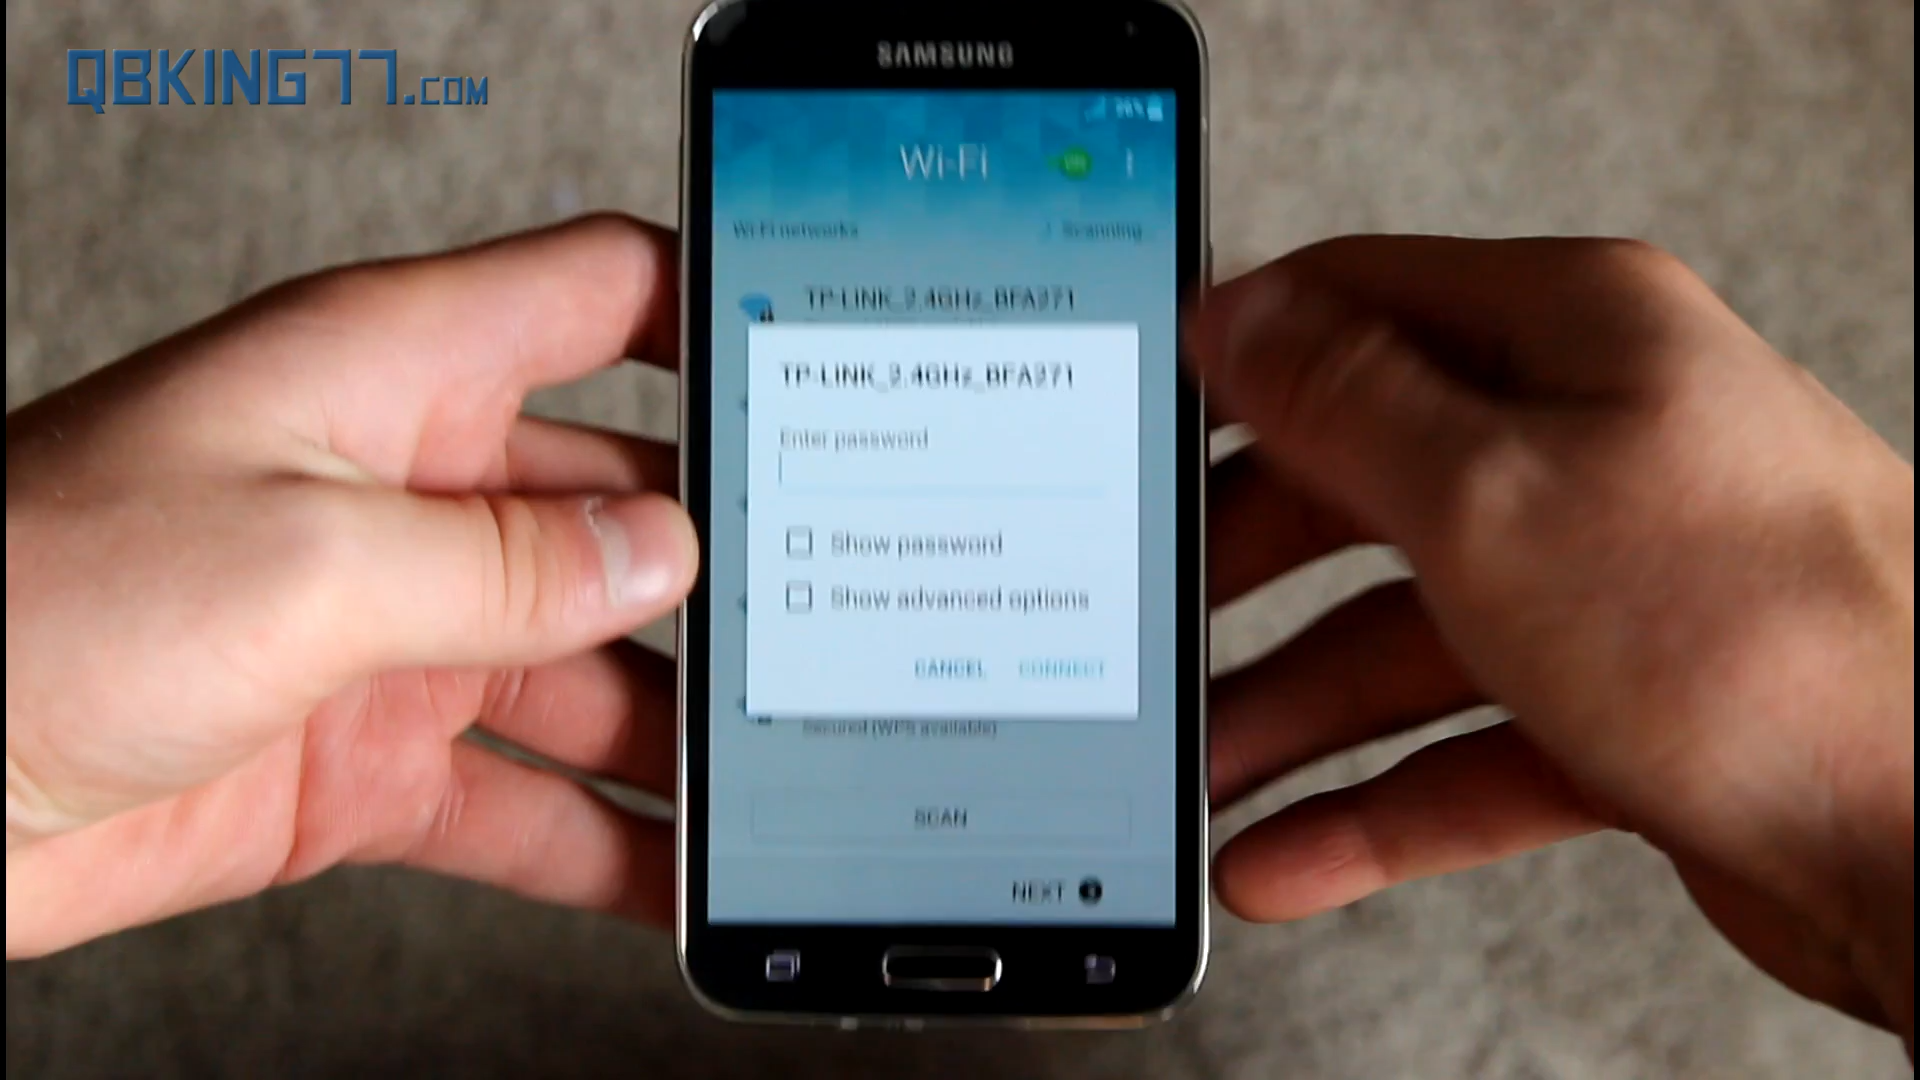 QBKING77.COM
SAMSUNG
Wi-Fi
Wi-Fi networks
Scanning...
TP-LINK_2.4GHz_BFA271
TP-LINK_2.4GHz_BFA271
Enter password
Show password
Show advanced options
CANCEL CONNECT
Secured (WPS available)
SCAN
NEXT